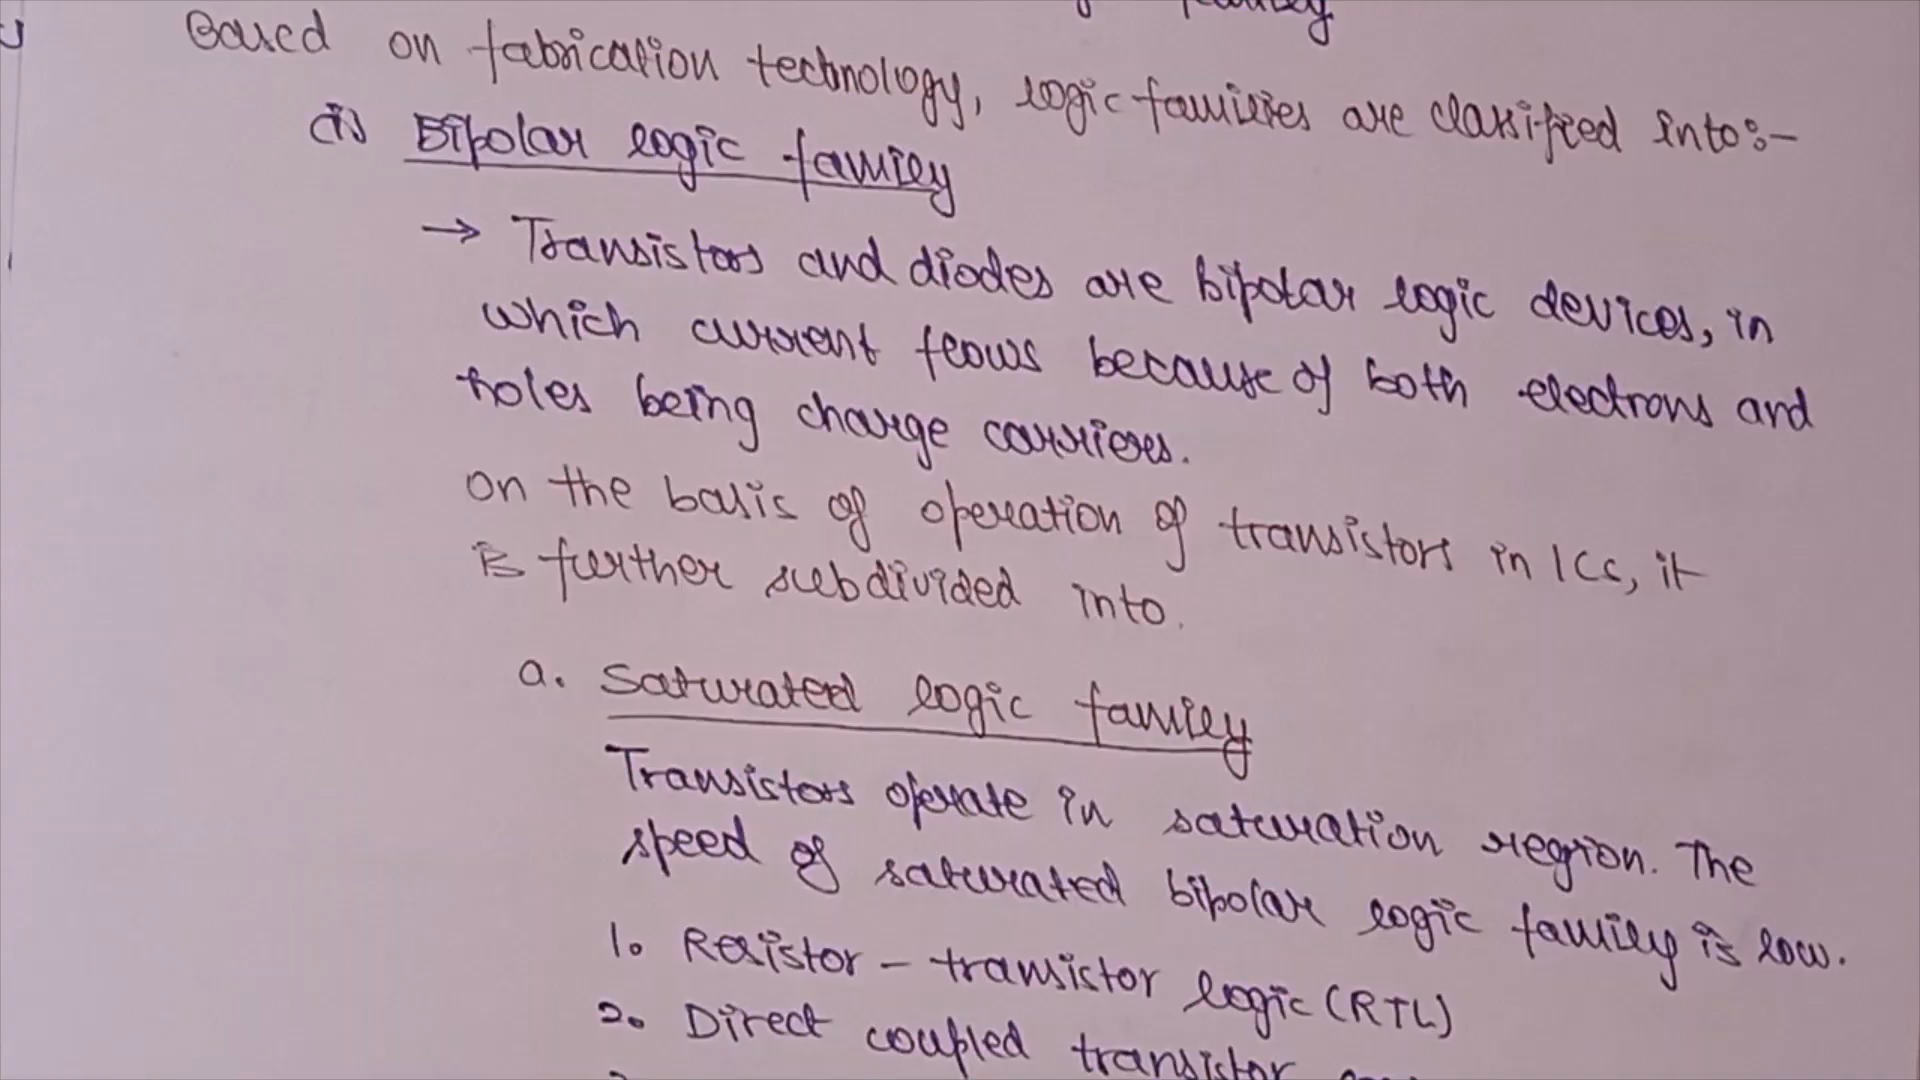 family
Based on fabrication technology, logic families are classified into:-
(i) Bipolar logic family
→ Transistors and diodes are bipolar logic devices, in
which current flows because of both electrons and
holes being charge carriers.
on the basis of operation of transistors in ICs, it
is further subdivided into.
a. Saturated logic family
Transistors operate in saturation region. The
speed of saturated bipolar logic family is low.
1. Resistor - transistor logic (RTL)
2. Direct coupled transistor